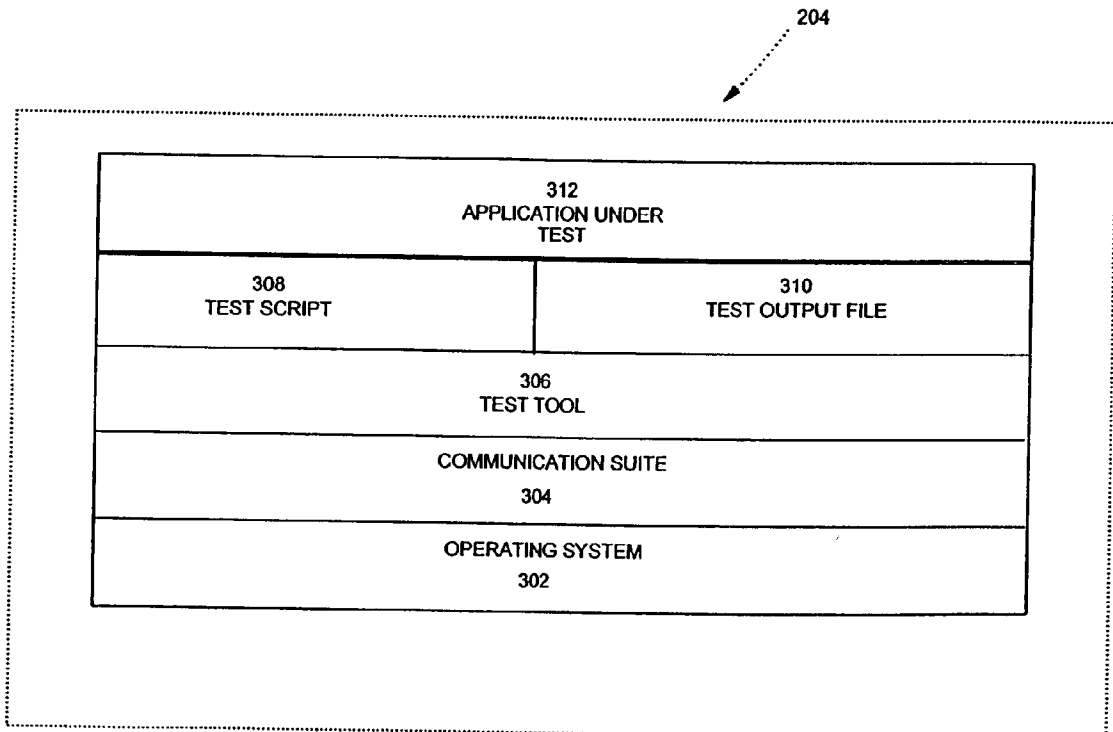 204
312
APPLICATION UNDER
TEST
308
TEST SCRIPT
310
TEST OUTPUT FILE
306
TEST TOOL
COMMUNICATION SUITE
304
OPERATING SYSTEM
302